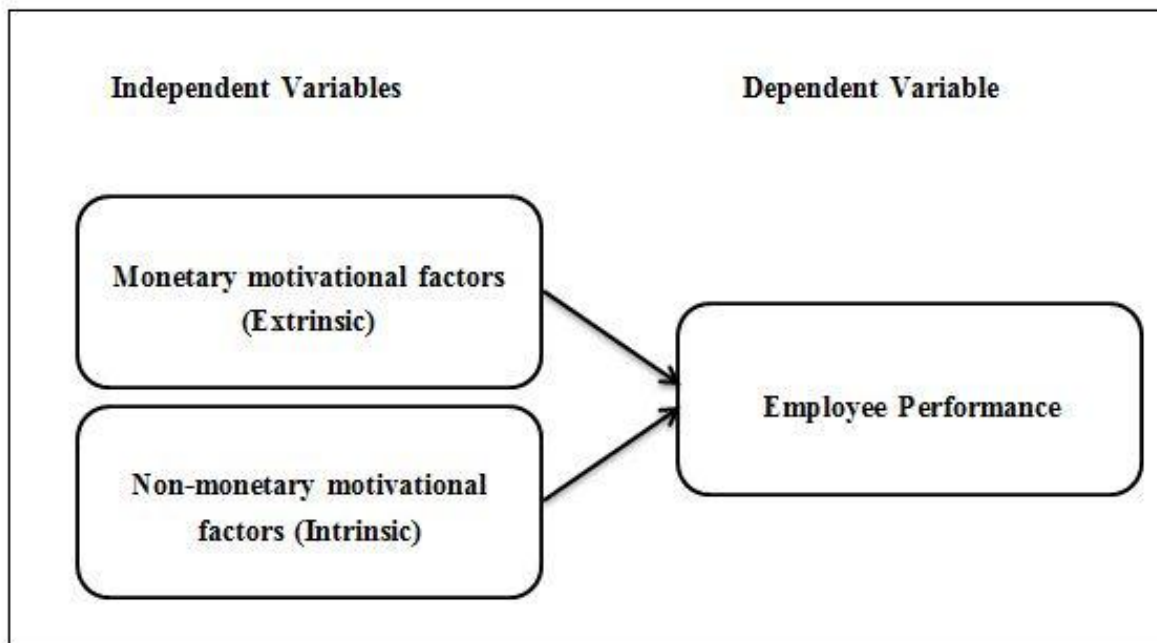 Independent Variables
Dependent Variable
Monetary motivational factors
(Extrinsic)
Non-monetary motivational
factors (Intrinsic)
Employee Performance